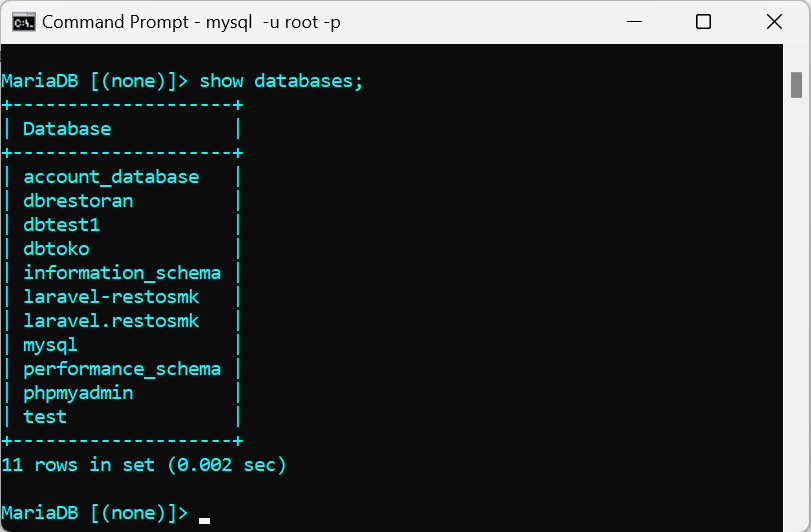 Command Prompt - mysql  -u root -p
MariaDB [(none)]> show databases;
+--------------------+
| Database           |
+--------------------+
| account_database   |
| dbrestoran         |
| dbtest1            |
| dbtoko             |
| information_schema |
| laravel-restosmk   |
| laravel.restosmk   |
| mysql              |
| performance_schema |
| phpmyadmin         |
| test               |
+--------------------+
11 rows in set (0.002 sec)
MariaDB [(none)]>